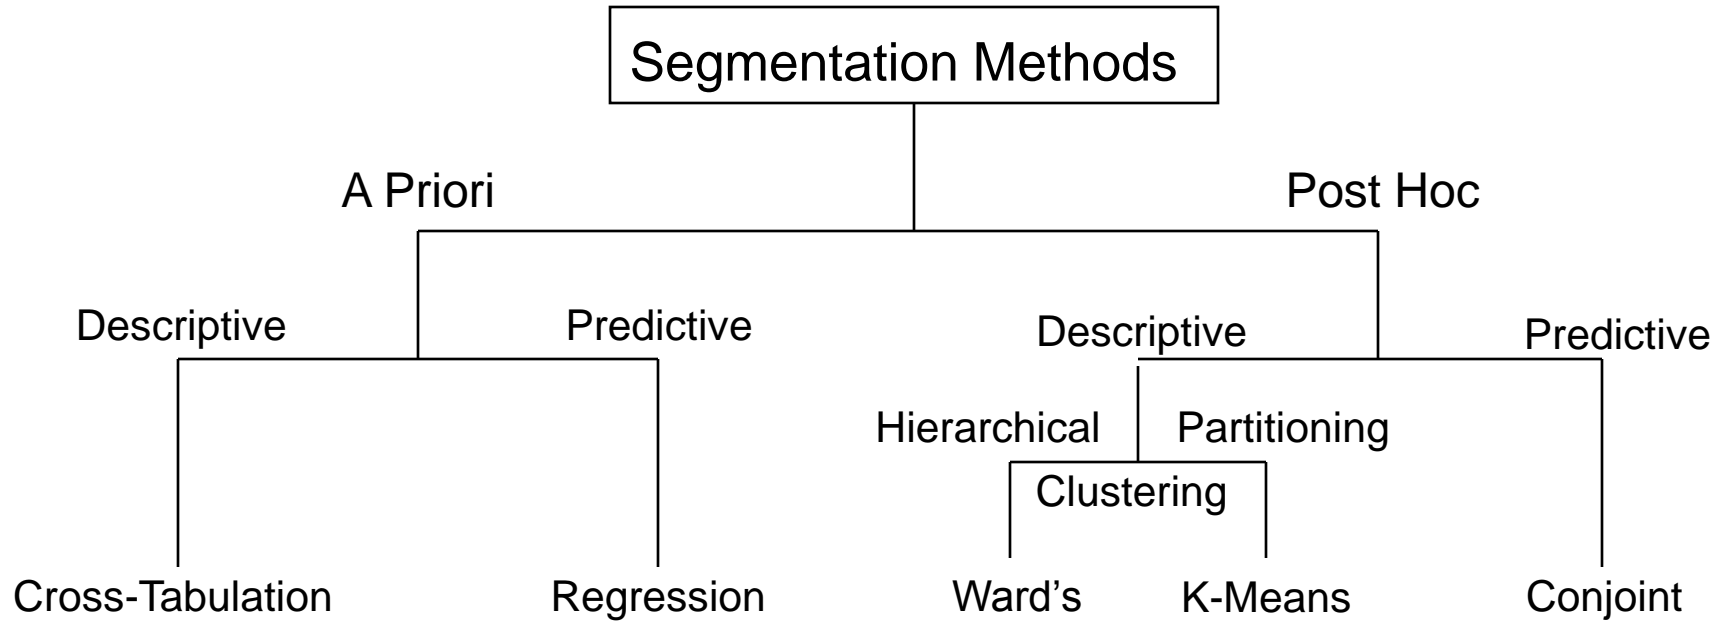 Segmentation Methods
A Priori
Post Hoc
Descriptive
Predictive
Descriptive
Predictive
Hierarchical
Partitioning
Clustering
Cross-Tabulation
Regression
Ward’s
K-Means
Conjoint